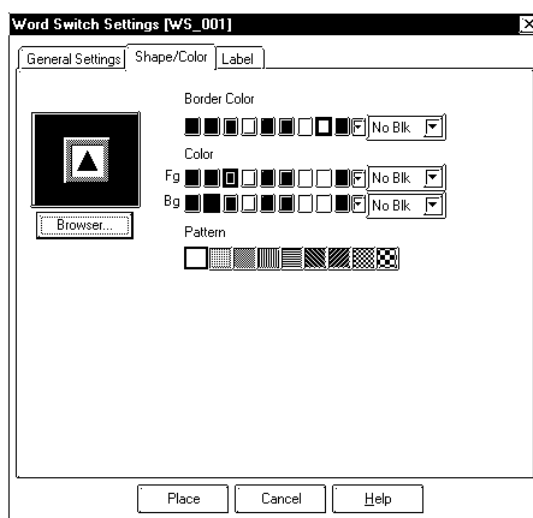 Word Switch Settings [WS_001]
General Settings Shape/Color Label
Border Color
No Blk
Color
Fg No Blk
Bg No Blk
Browser...
Pattern
Place Cancel Help